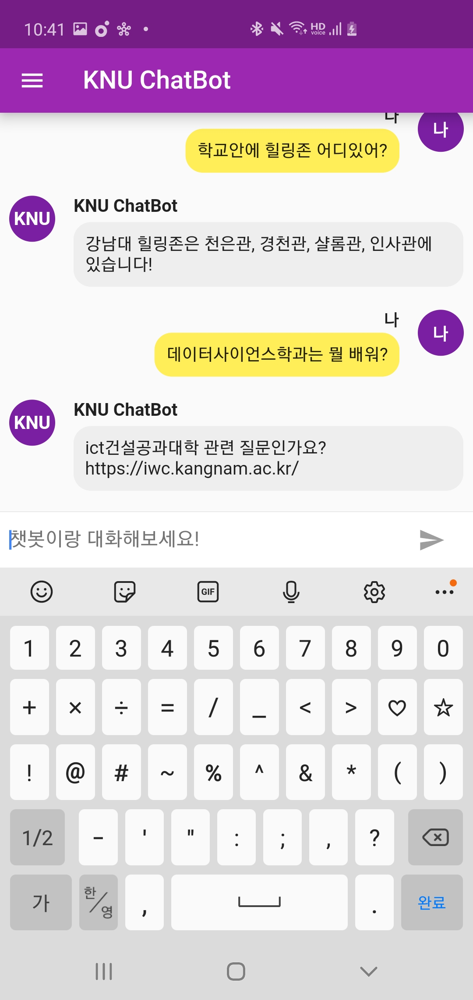 10:41
HD
voice
KNU ChatBot
나
나
학교안에 힐링존 어디있어?
KNU
KNU ChatBot
강남대 힐링존은 천은관, 경천관, 샬롬관, 인사관에
있습니다!
나
나
데이터사이언스학과는 뭘 배워?
KNU
KNU ChatBot
ict건설공과대학 관련 질문인가요?
https://iwc.kangnam.ac.kr/
챗봇이랑 대화해보세요!
GIF
1 2 3 4 5 6 7 8 9 0
+ × ÷ = / _ < > ♡ ☆
! @ # ~ % ^ & * ( )
1/2 - ' " : ; , ?
가 한/영 , . 완료